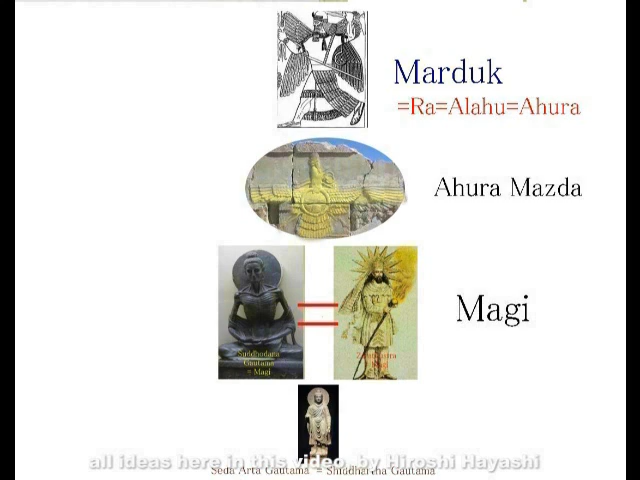 Marduk
=Ra=Alahu=Ahura
Ahura Mazda
Magi
Suddhodana
Gautama
= Magi
Magi
all ideas here in this video, by Hiroshi Hayashi
Seda Arta Gautama = Shuddhartha Gautama